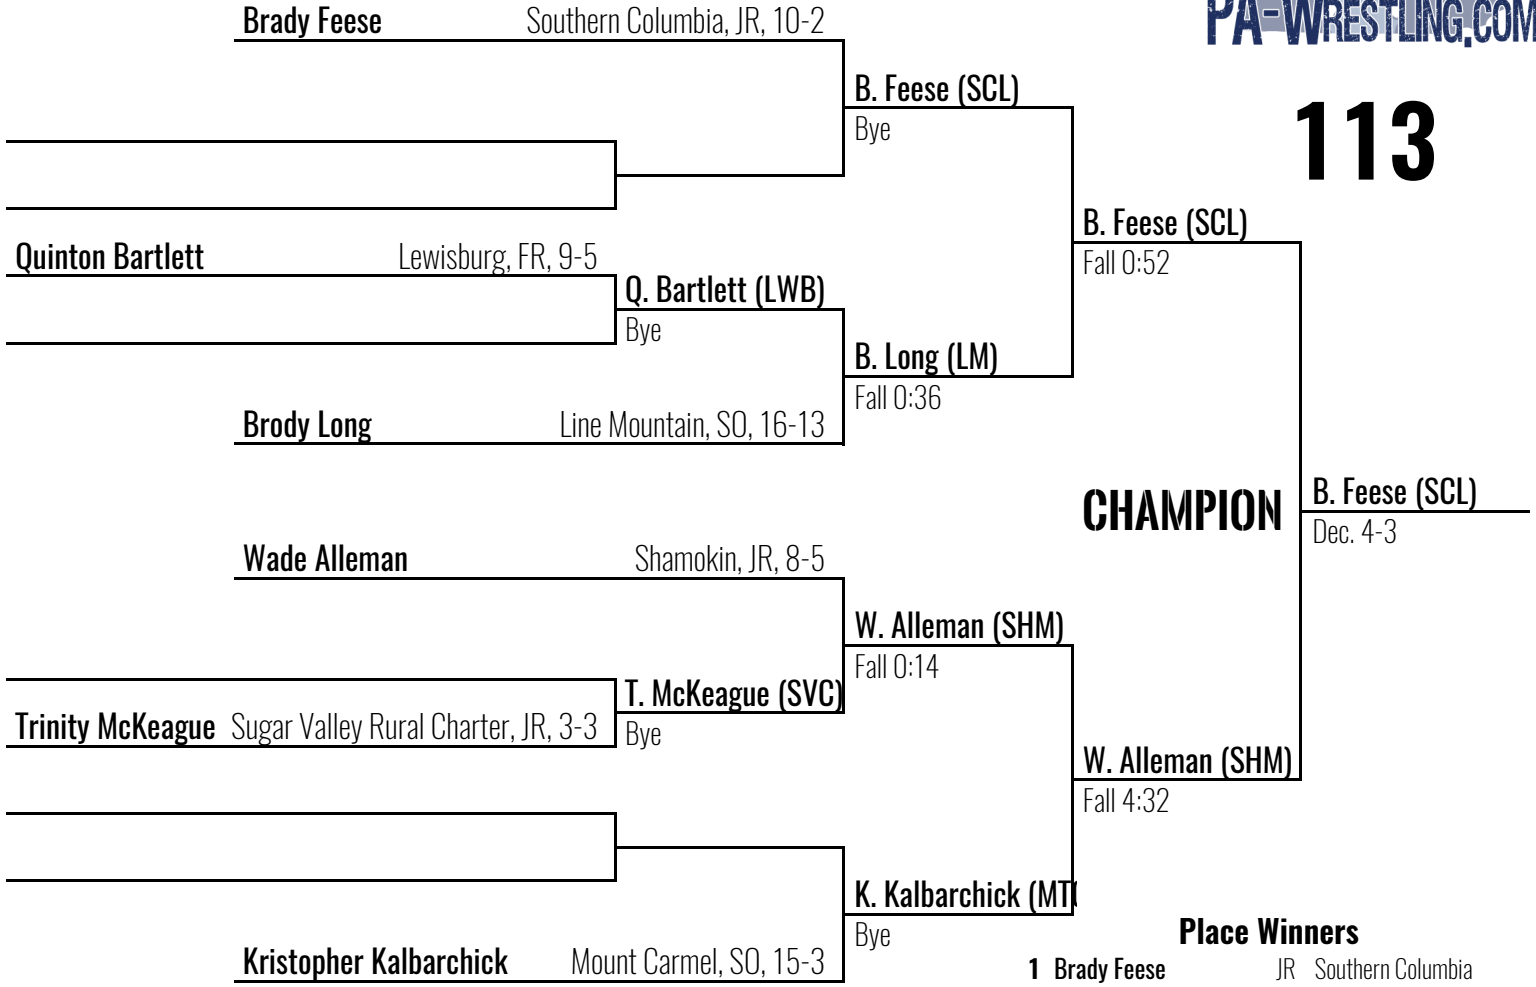 Brady Feese Southern Columbia, JR, 10-2
PA-WRESTLING.COM
B. Feese (SCL)
Bye
113
B. Feese (SCL)
Fall 0:52
Quinton Bartlett Lewisburg, FR, 9-5
Q. Bartlett (LWB)
Bye
B. Long (LM)
Fall 0:36
Brody Long Line Mountain, SO, 16-13
CHAMPION
B. Feese (SCL)
Dec. 4-3
Wade Alleman Shamokin, JR, 8-5
W. Alleman (SHM)
Fall 0:14
T. McKeague (SVC)
Bye
Trinity McKeague Sugar Valley Rural Charter, JR, 3-3
W. Alleman (SHM)
Fall 4:32
K. Kalbarchick (MT
Bye
Kristopher Kalbarchick Mount Carmel, SO, 15-3
Place Winners
1 Brady Feese JR Southern Columbia